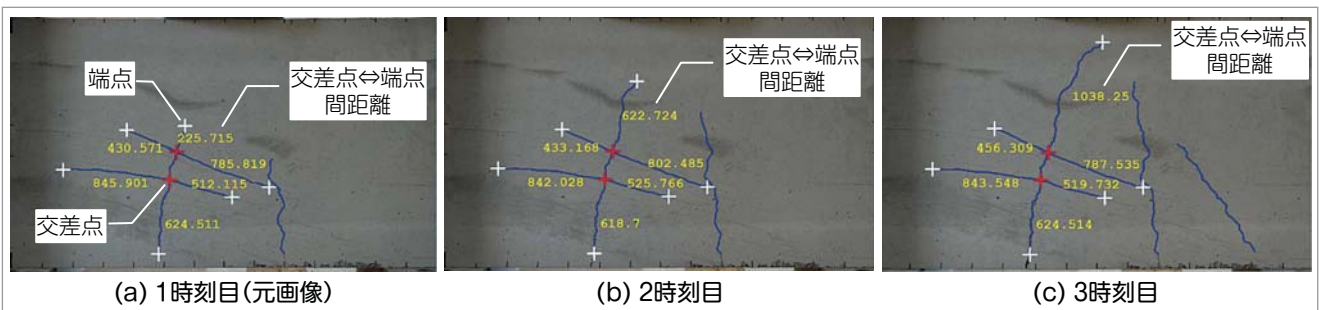 端点
交差点⇔端点
間距離
225.715
430.571
785.819
845.901
512.115
交差点
624.511
(a) 1時刻目(元画像)
交差点⇔端点
間距離
622.724
433.168
802.485
842.028
525.766
618.7
(b) 2時刻目
交差点⇔端点
間距離
1038.25
456.309
787.535
843.548
519.732
624.514
(c) 3時刻目